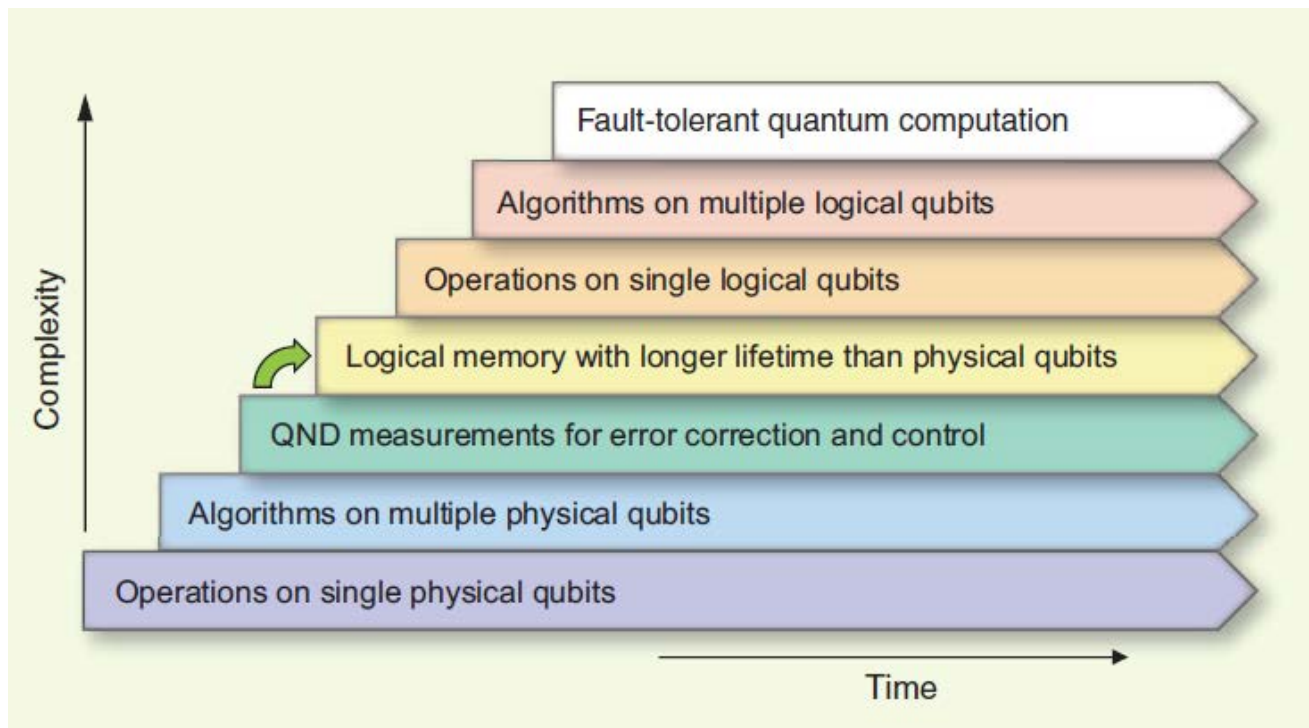 Fault-tolerant quantum computation
Algorithms on multiple logical qubits
Operations on single logical qubits
Logical memory with longer lifetime than physical qubits
QND measurements for error correction and control
Algorithms on multiple physical qubits
Operations on single physical qubits
Complexity
Time